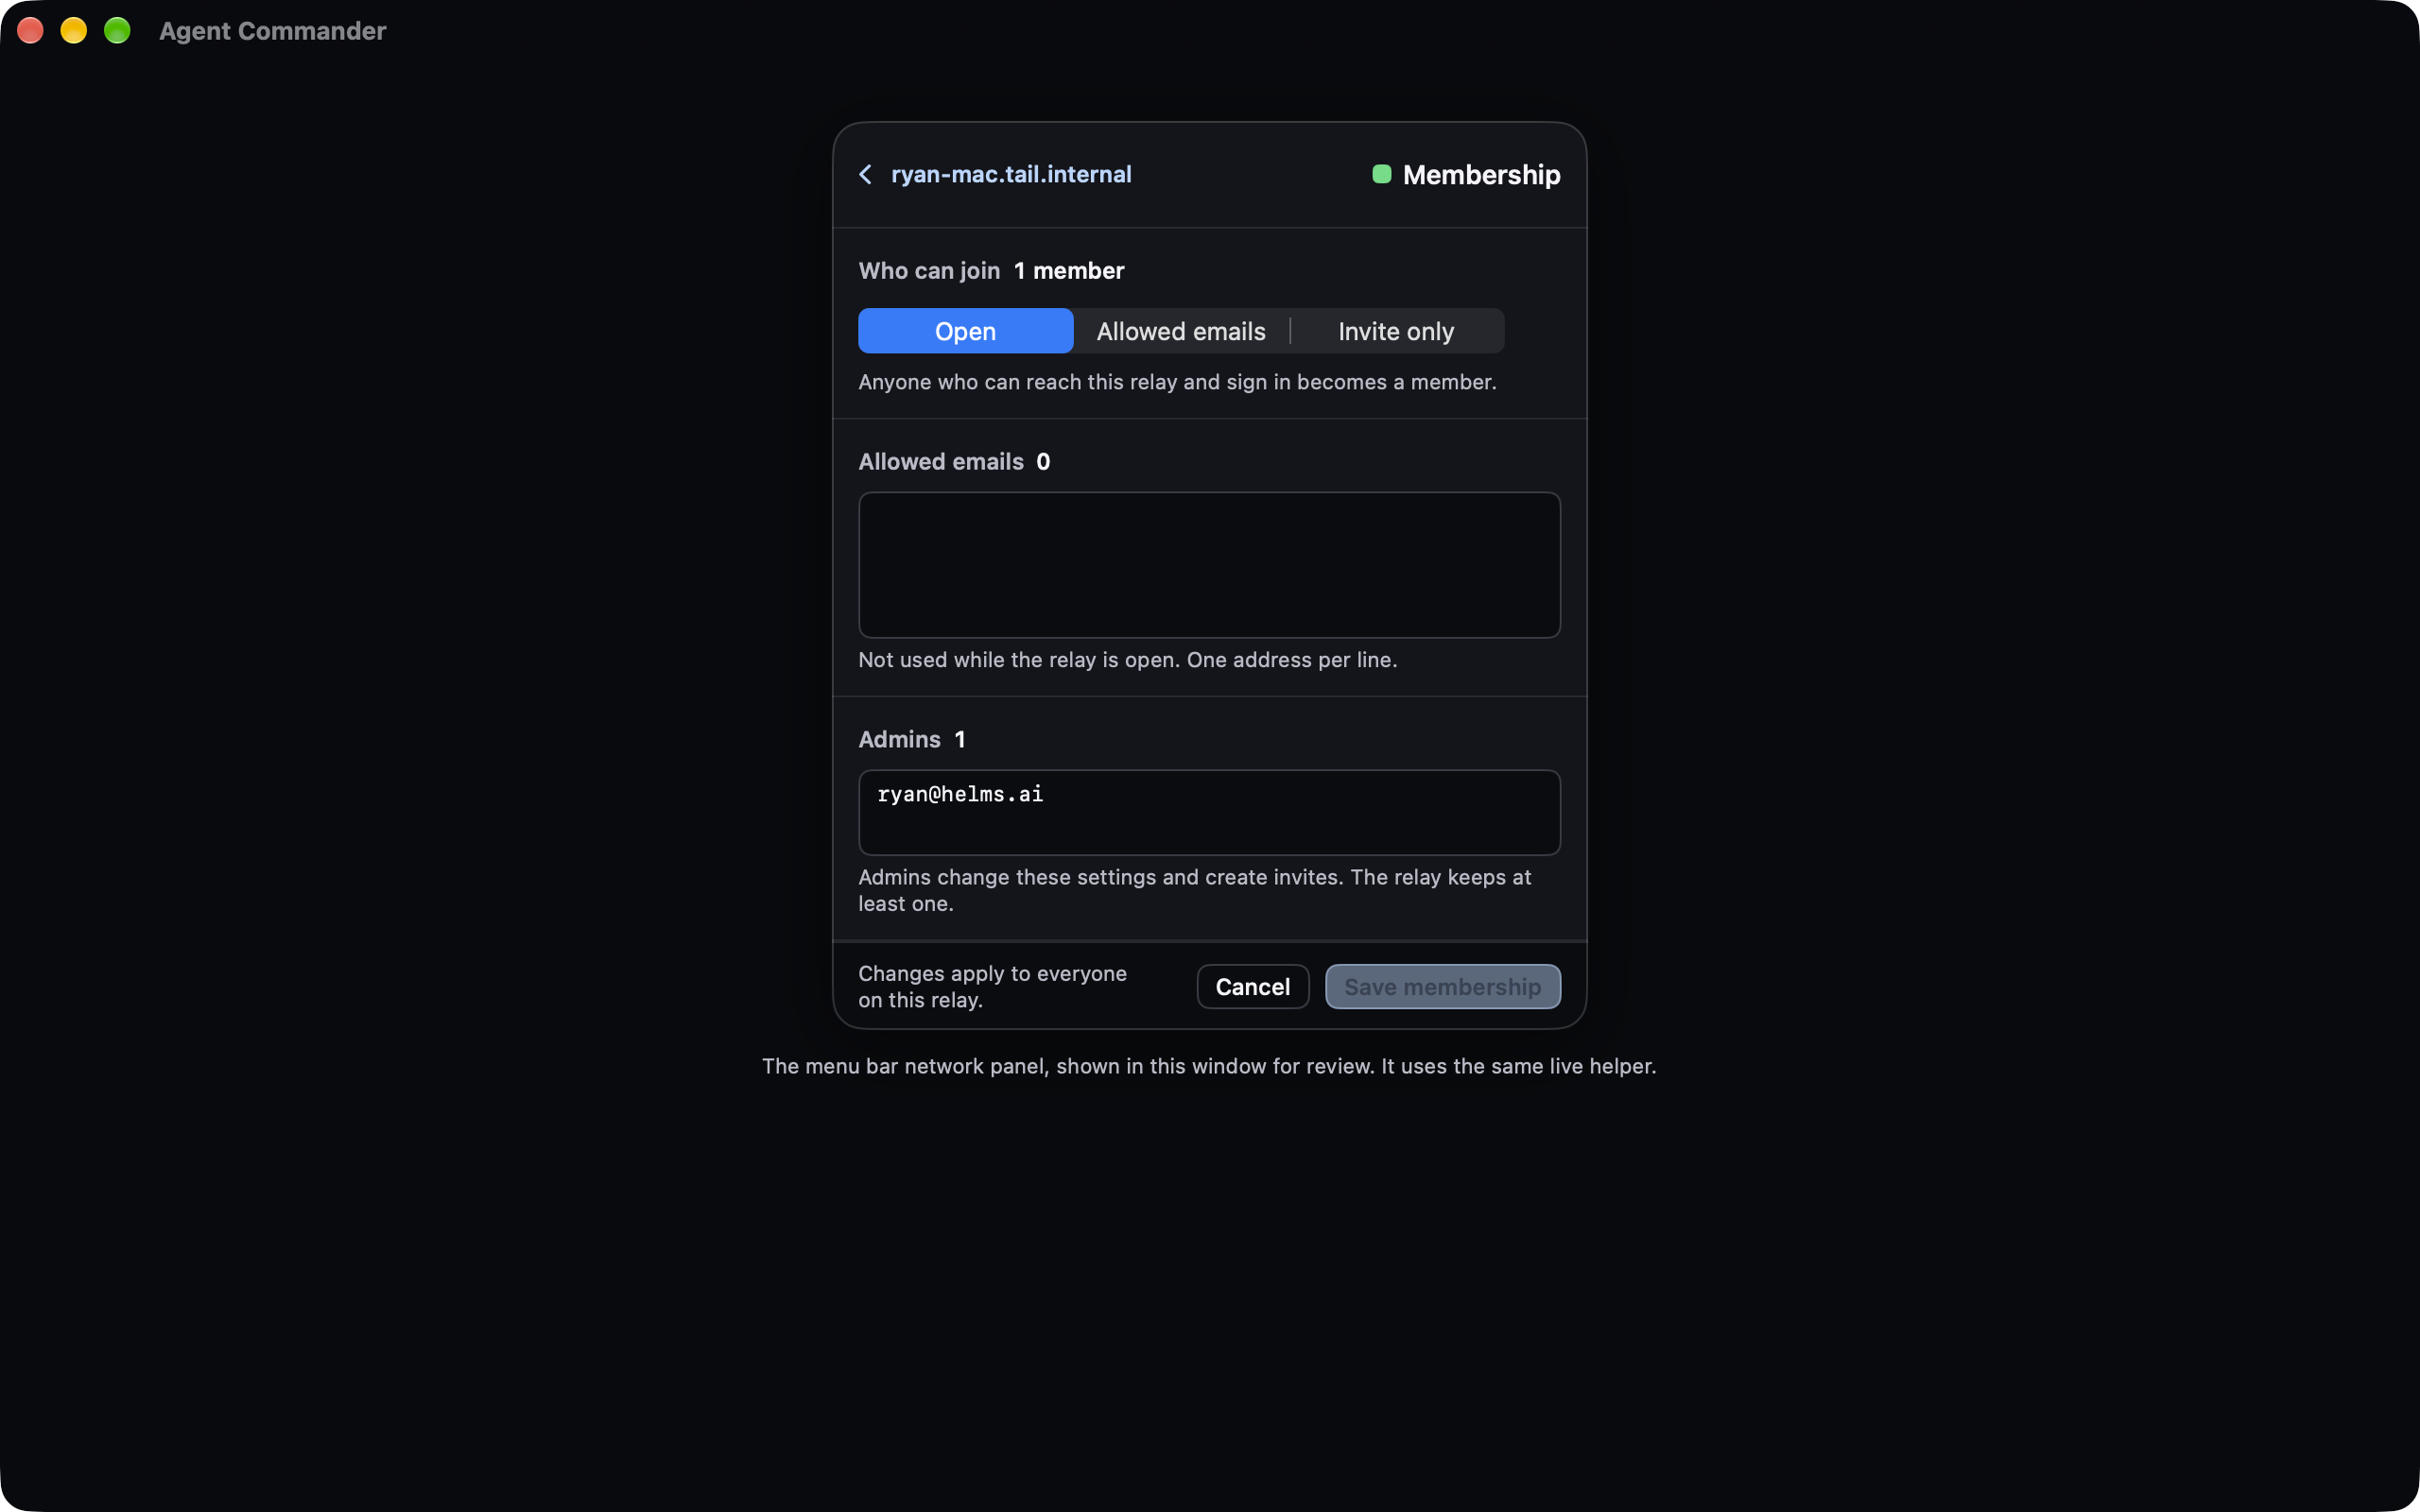 Agent Commander
ryan-mac.tail.internal
Membership
Who can join 1 member
Open
Allowed emails
Invite only
Anyone who can reach this relay and sign in becomes a member.
Allowed emails 0
Not used while the relay is open. One address per line.
Admins 1
ryan@helms.ai
Admins change these settings and create invites. The relay keeps at
least one.
Changes apply to everyone
on this relay.
Cancel
Save membership
The menu bar network panel, shown in this window for review. It uses the same live helper.